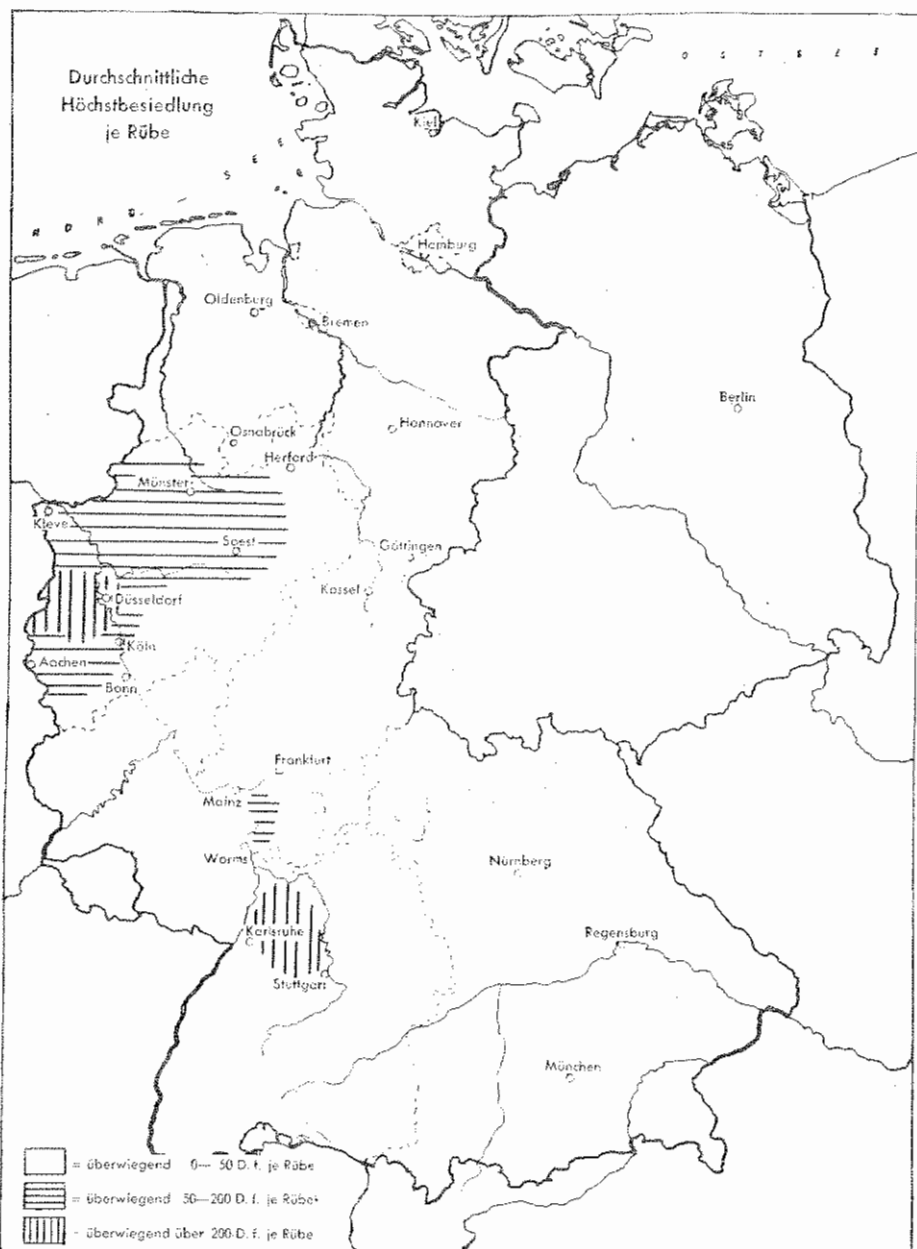 Durchschnittliche
Höchstbesiedlung
je Rübe
O S T S E E
Kiel
N O R D S E E
Hamburg
Oldenburg
Bremen
Berlin
Hannover
Osnabrück
Herford
Münster
Kleve
Soest
Göttingen
Kassel
Düsseldorf
Köln
Aachen
Bonn
Frankfurt
Mainz
Worms
Nürnberg
Karlsruhe
Regensburg
Stuttgart
München
= überwiegend 0—50 D. f. je Rübe
= überwiegend 50—200 D. f. je Rübe
- überwiegend über 200 D. f. je Rübe